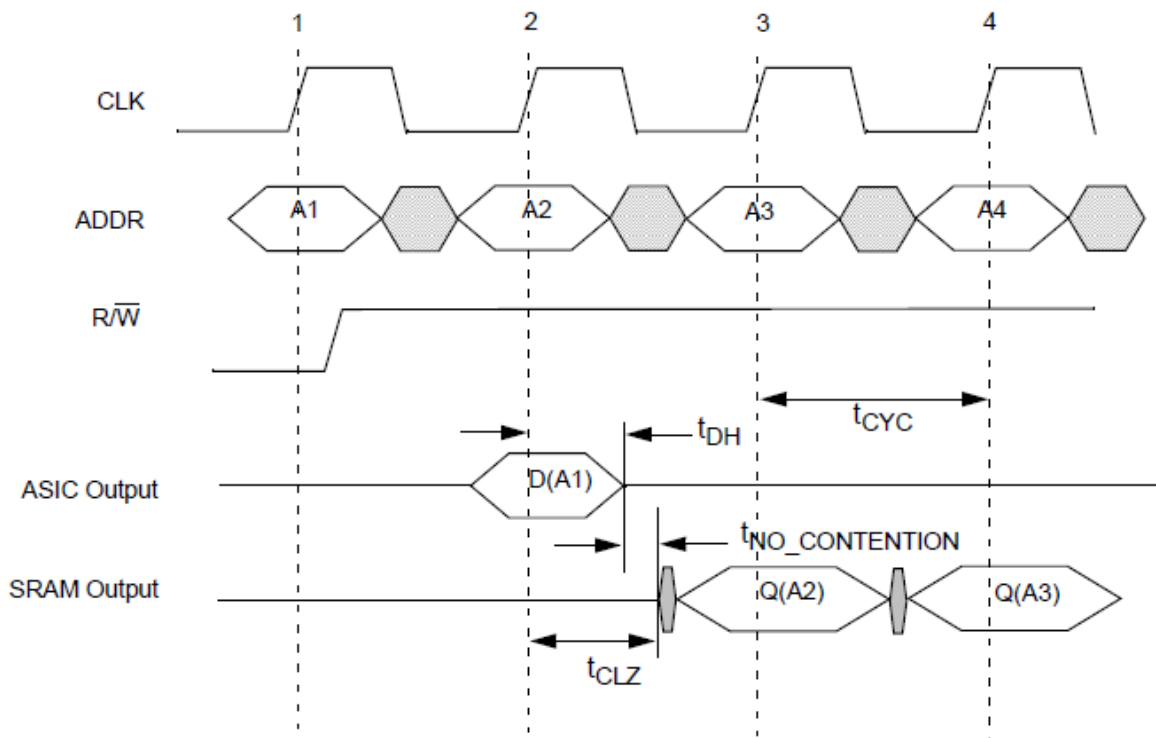 1 2 3 4
CLK
ADDR A1 A2 A3 A4
R/W̅
tCYC
tDH
ASIC Output D(A1)
tNO_CONTENTION
SRAM Output Q(A2) Q(A3)
tCLZ